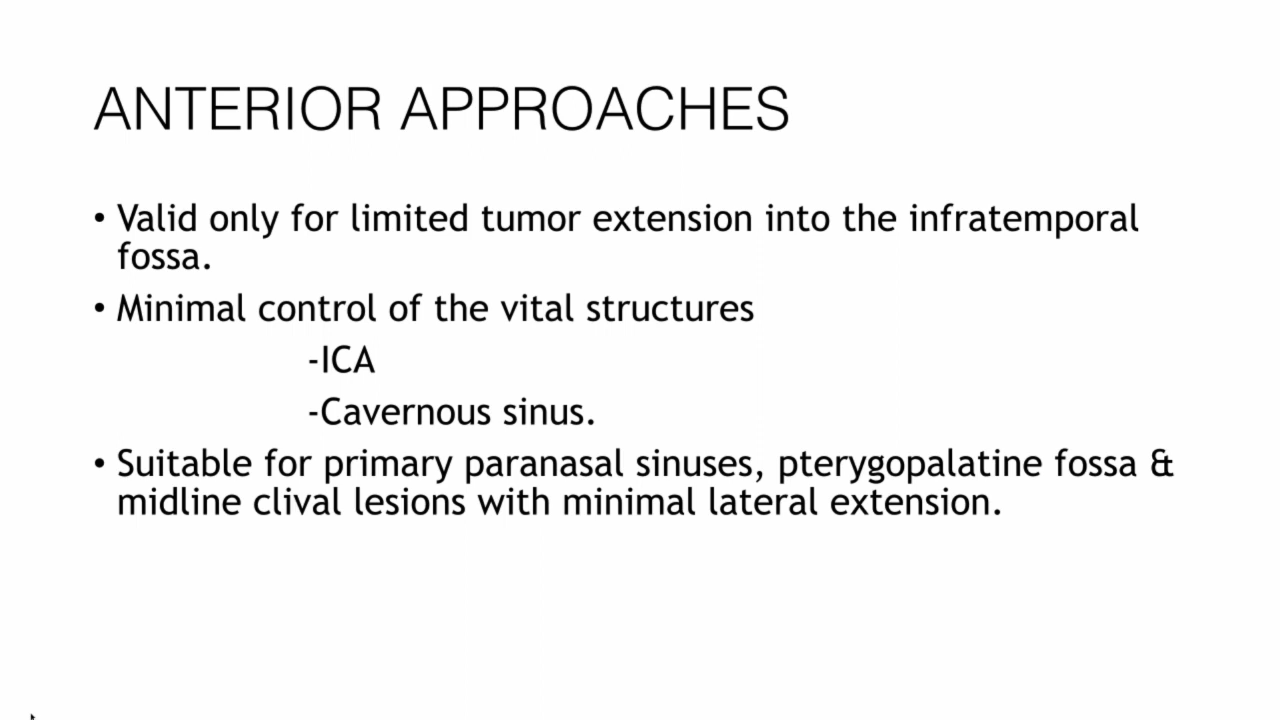 ANTERIOR APPROACHES
• Valid only for limited tumor extension into the infratemporal
fossa.
• Minimal control of the vital structures
-ICA
-Cavernous sinus.
• Suitable for primary paranasal sinuses, pterygopalatine fossa &
midline clival lesions with minimal lateral extension.